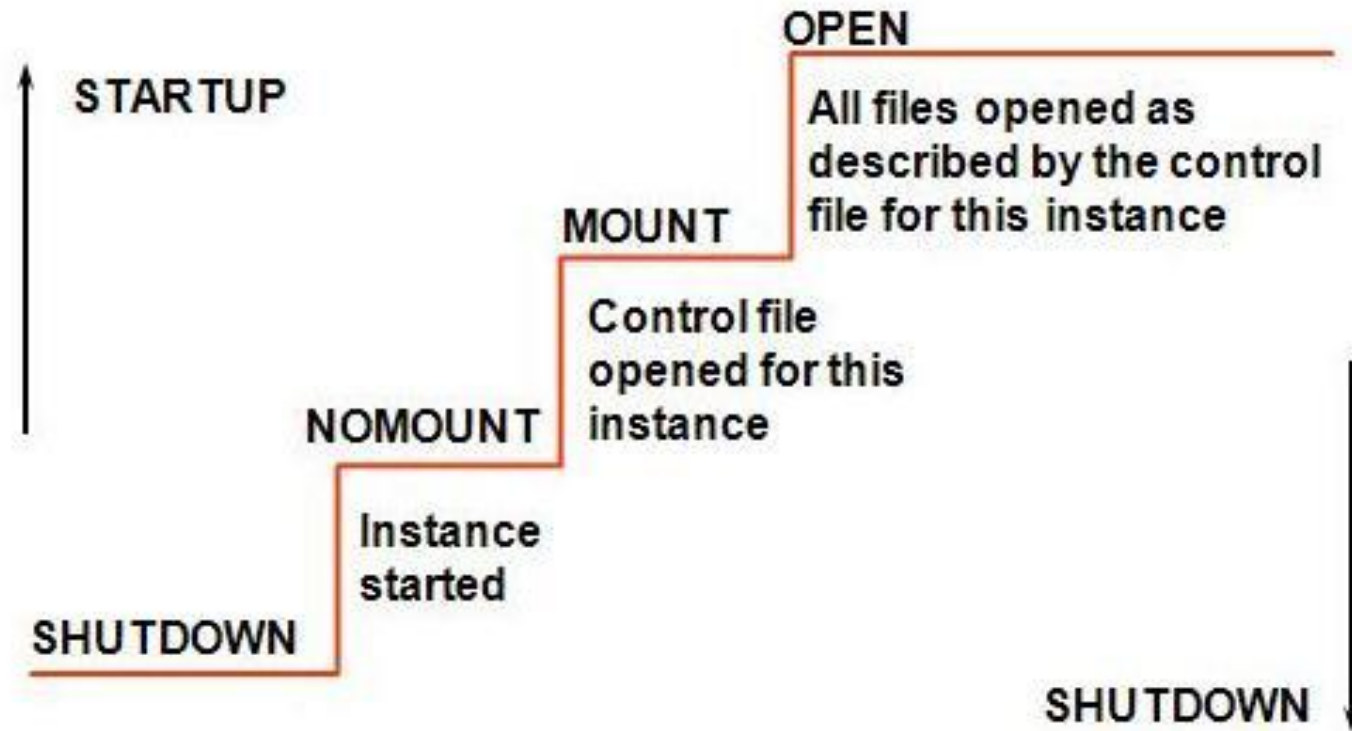 OPEN
STARTUP
All files opened as
described by the control
file for this instance
MOUNT
Control file
opened for this
instance
NOMOUNT
Instance
started
SHUTDOWN
SHUTDOWN